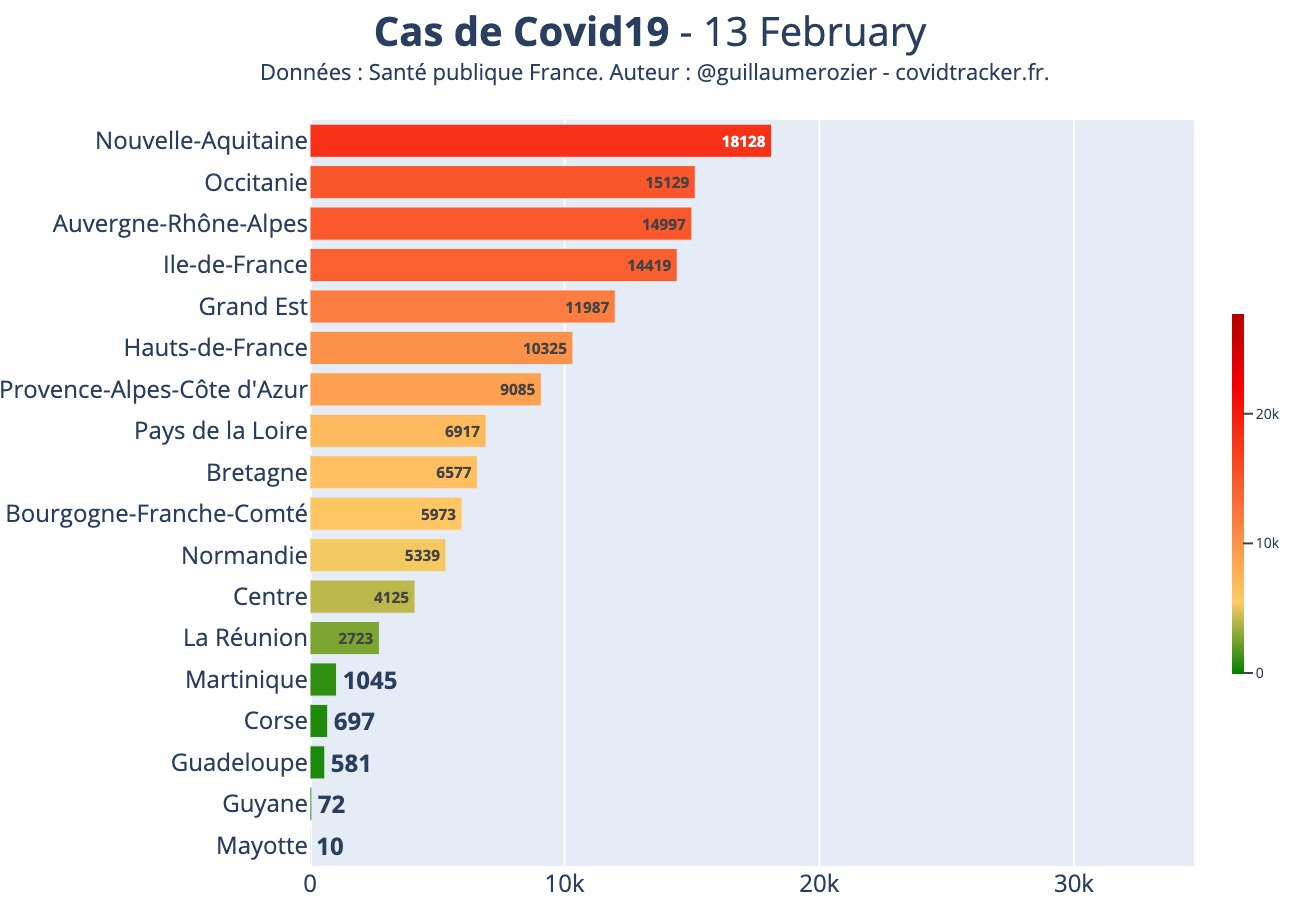 Cas de Covid19 - 13 February
Données : Santé publique France. Auteur : @guillaumerozier - covidtracker.fr.
Nouvelle-Aquitaine 18128
Occitanie 15129
Auvergne-Rhône-Alpes 14997
Ile-de-France 14419
Grand Est 11987
Hauts-de-France 10325
Provence-Alpes-Côte d'Azur 9085
Pays de la Loire 6917
Bretagne 6577
Bourgogne-Franche-Comté 5973
Normandie 5339
Centre 4125
La Réunion 2723
Martinique 1045
Corse 697
Guadeloupe 581
Guyane 72
Mayotte 10
0 10k 20k 30k
20k
10k
0